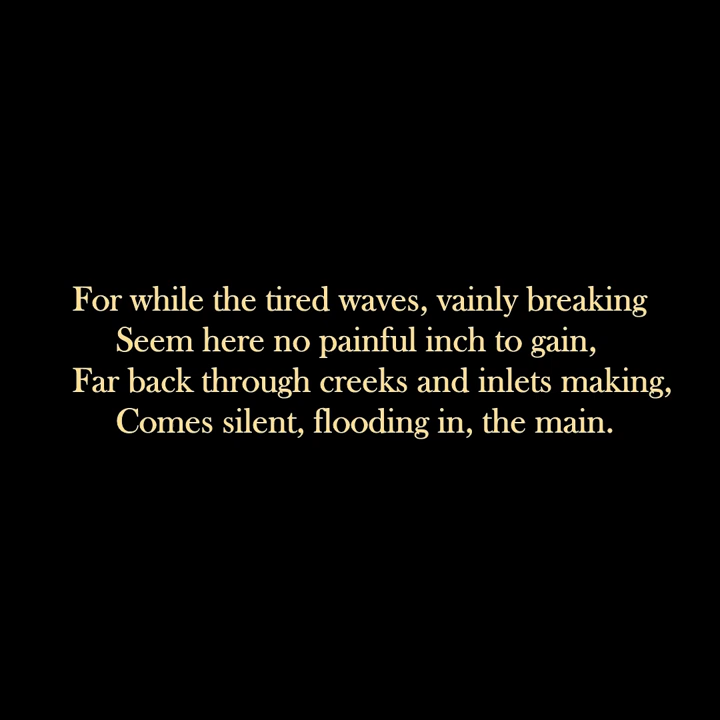 For while the tired waves, vainly breaking
Seem here no painful inch to gain,
Far back through creeks and inlets making,
Comes silent, flooding in, the main.